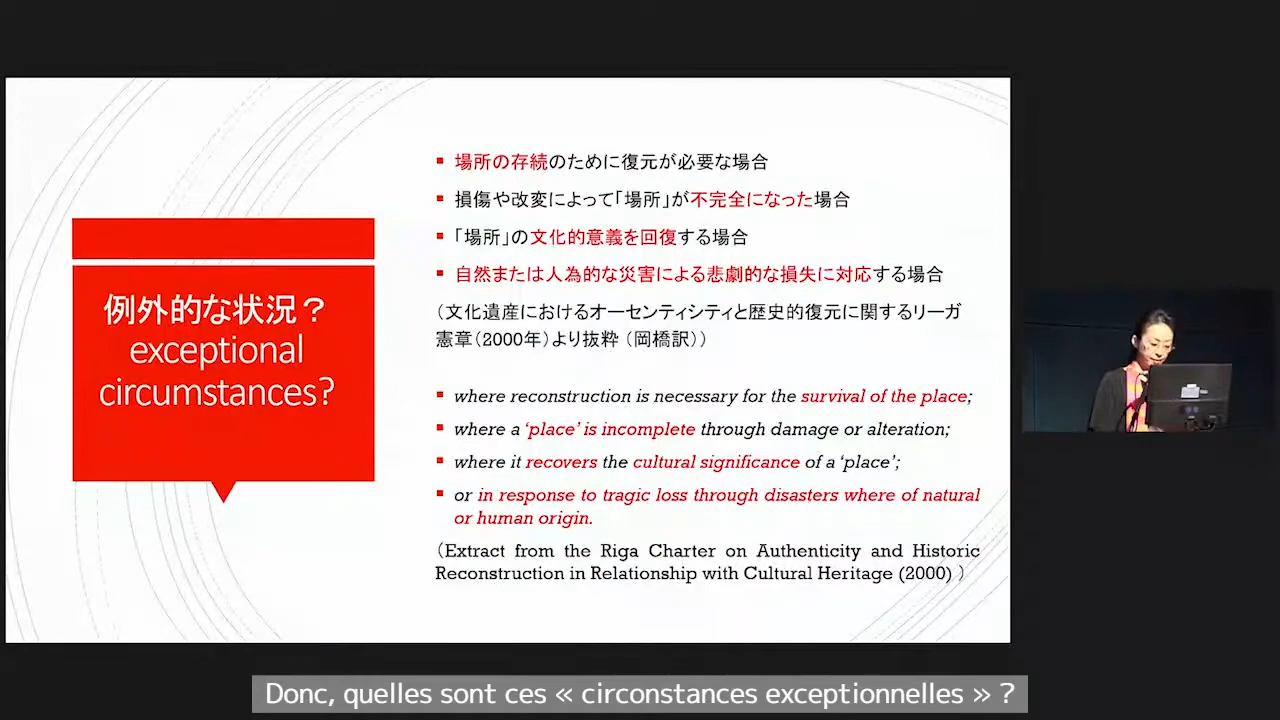 例外的な状況？
exceptional
circumstances?
場所の存続のために復元が必要な場合
損傷や改変によって「場所」が不完全になった場合
「場所」の文化的意義を回復する場合
自然または人為的な災害による悲劇的な損失に対応する場合
（文化遺産におけるオーセンティシティと歴史的復元に関するリーガ
憲章（2000年）より抜粋 （岡橋訳））
where reconstruction is necessary for the survival of the place;
where a ‘place’ is incomplete through damage or alteration;
where it recovers the cultural significance of a ‘place’;
or in response to tragic loss through disasters where of natural
or human origin.
（Extract from the Riga Charter on Authenticity and Historic
Reconstruction in Relationship with Cultural Heritage (2000) ）
Donc, quelles sont ces « circonstances exceptionnelles » ?